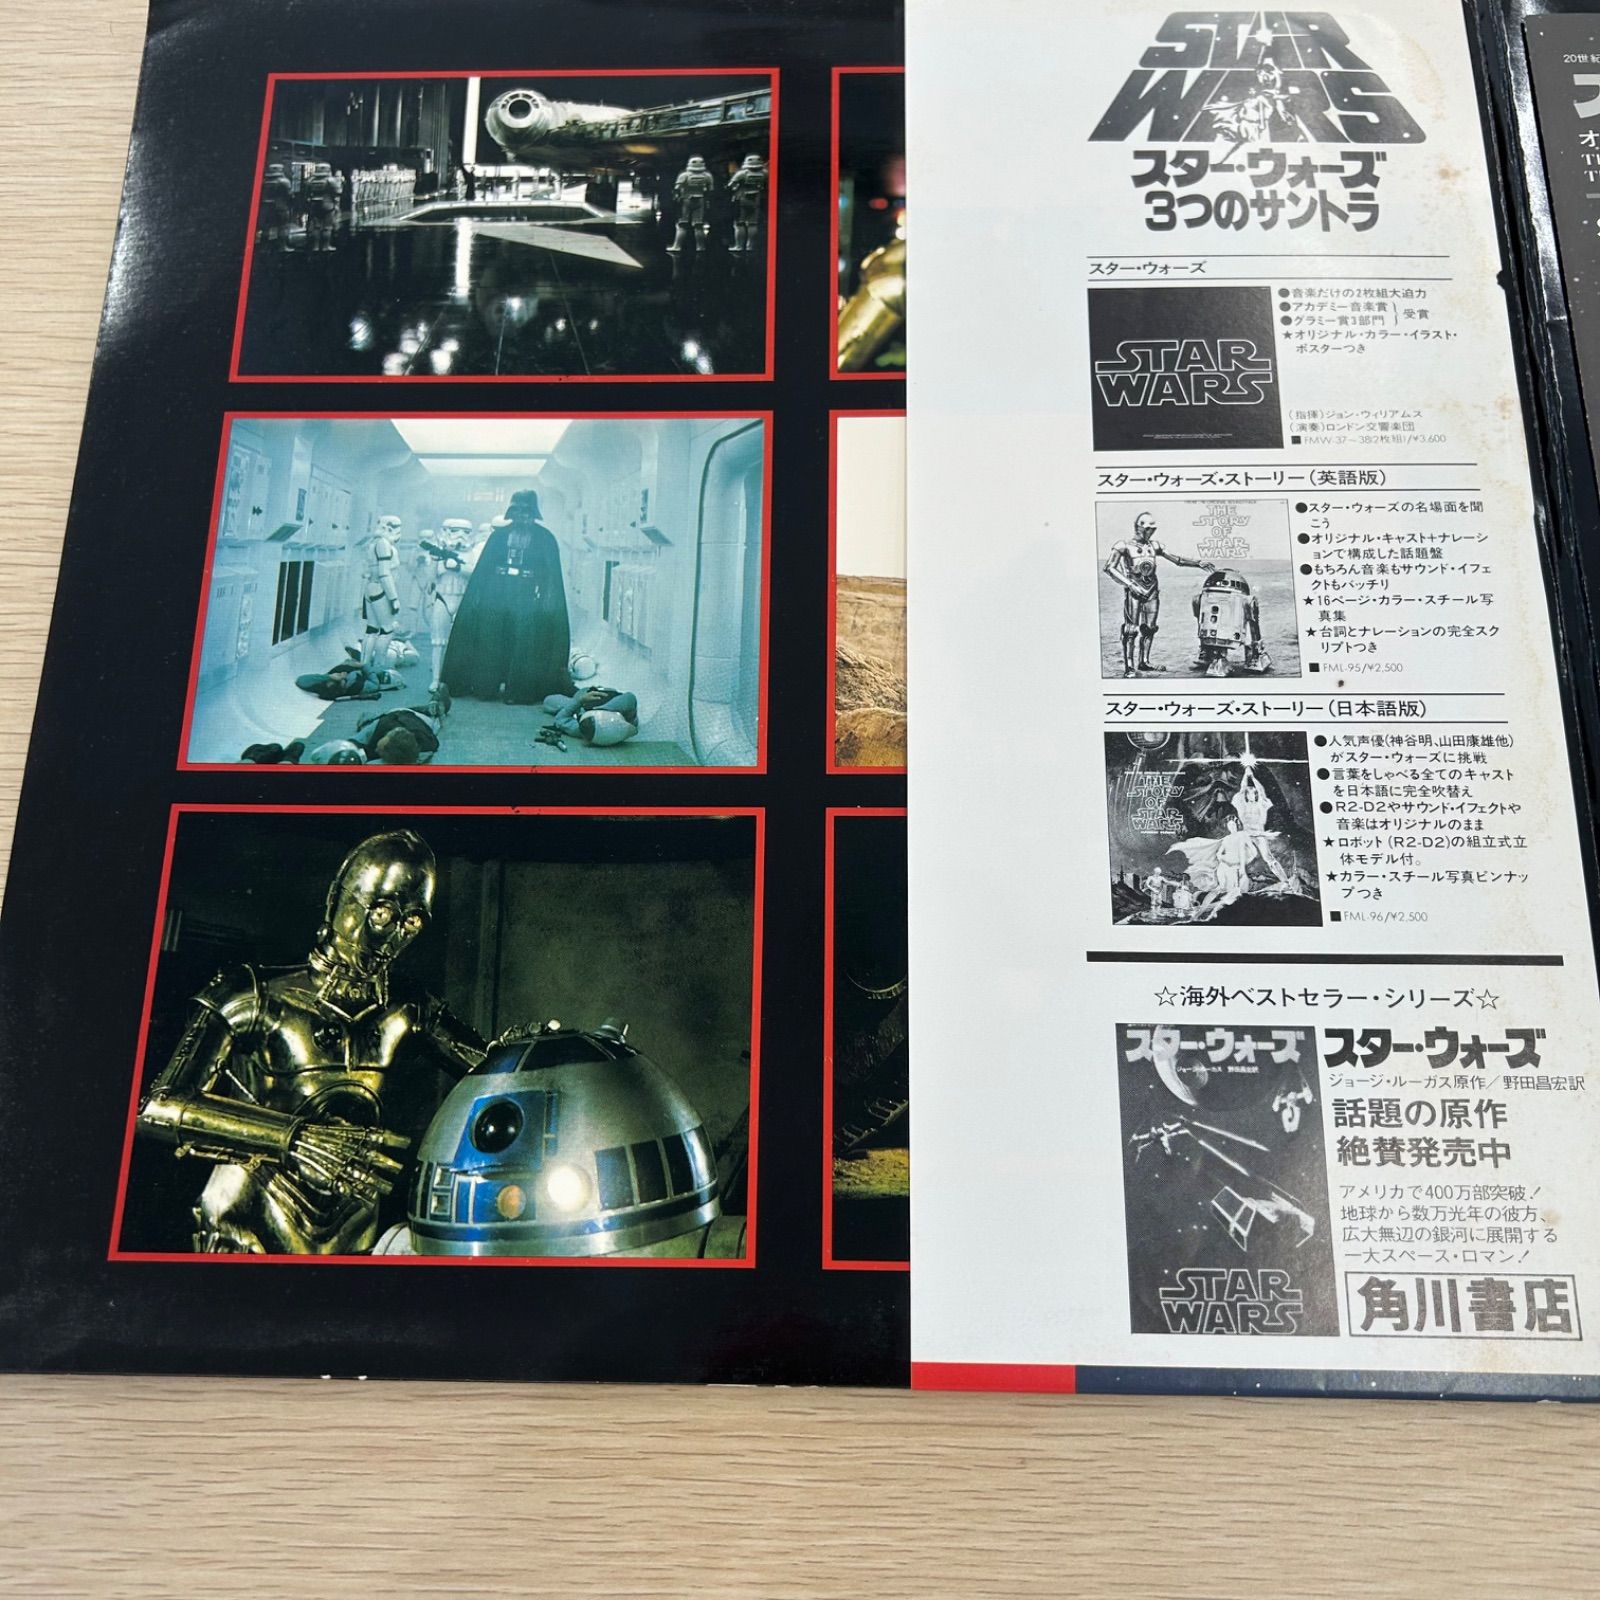 STAR
WARS
スター・ウォーズ
3つのサントラ
スター・ウォーズ
STAR
WARS
●音楽だけの2枚組大迫力
●アカデミー音楽賞
●グラミー賞3部門
受賞
★オリジナル・カラー・イラスト・
ポスターつき
(指揮)ジョン・ウィリアムス
(演奏)ロンドン交響楽団
■FMW-37〜38(2枚組)/¥3,600
スター・ウォーズ・ストーリー(英語版)
THE
STORY
OF
STAR
WARS
●スター・ウォーズの名場面を聞
こう
●オリジナル・キャスト+ナレーシ
ョンで構成した話題盤
●もちろん音楽もサウンド・イフェ
クトもバッチリ
★16ページ・カラー・スチール写
真集
★台詞とナレーションの完全スク
リプトつき
■FML-95/¥2,500
スター・ウォーズ・ストーリー(日本語版)
THE
STORY
OF
STAR
WARS
●人気声優(神谷明、山田康雄他)
がスター・ウォーズに挑戦
●言葉をしゃべる全てのキャスト
を日本語に完全吹替え
●R2-D2やサウンド・イフェクトや
音楽はオリジナルのまま
★ロボット(R2-D2)の組立式立
体モデル付。
★カラー・スチール写真ピンナッ
プつき
■FML-96/¥2,500
☆海外ベストセラー・シリーズ☆
スター・ウォーズ
ジョージ・ルーカス 野田昌宏訳
STAR
WARS
スター・ウォーズ
ジョージ・ルーガス原作/野田昌宏訳
話題の原作
絶賛発売中
アメリカで400万部突破!
地球から数万光年の彼方、
広大無辺の銀河に展開する
一大スペース・ロマン!
角川書店
20世紀